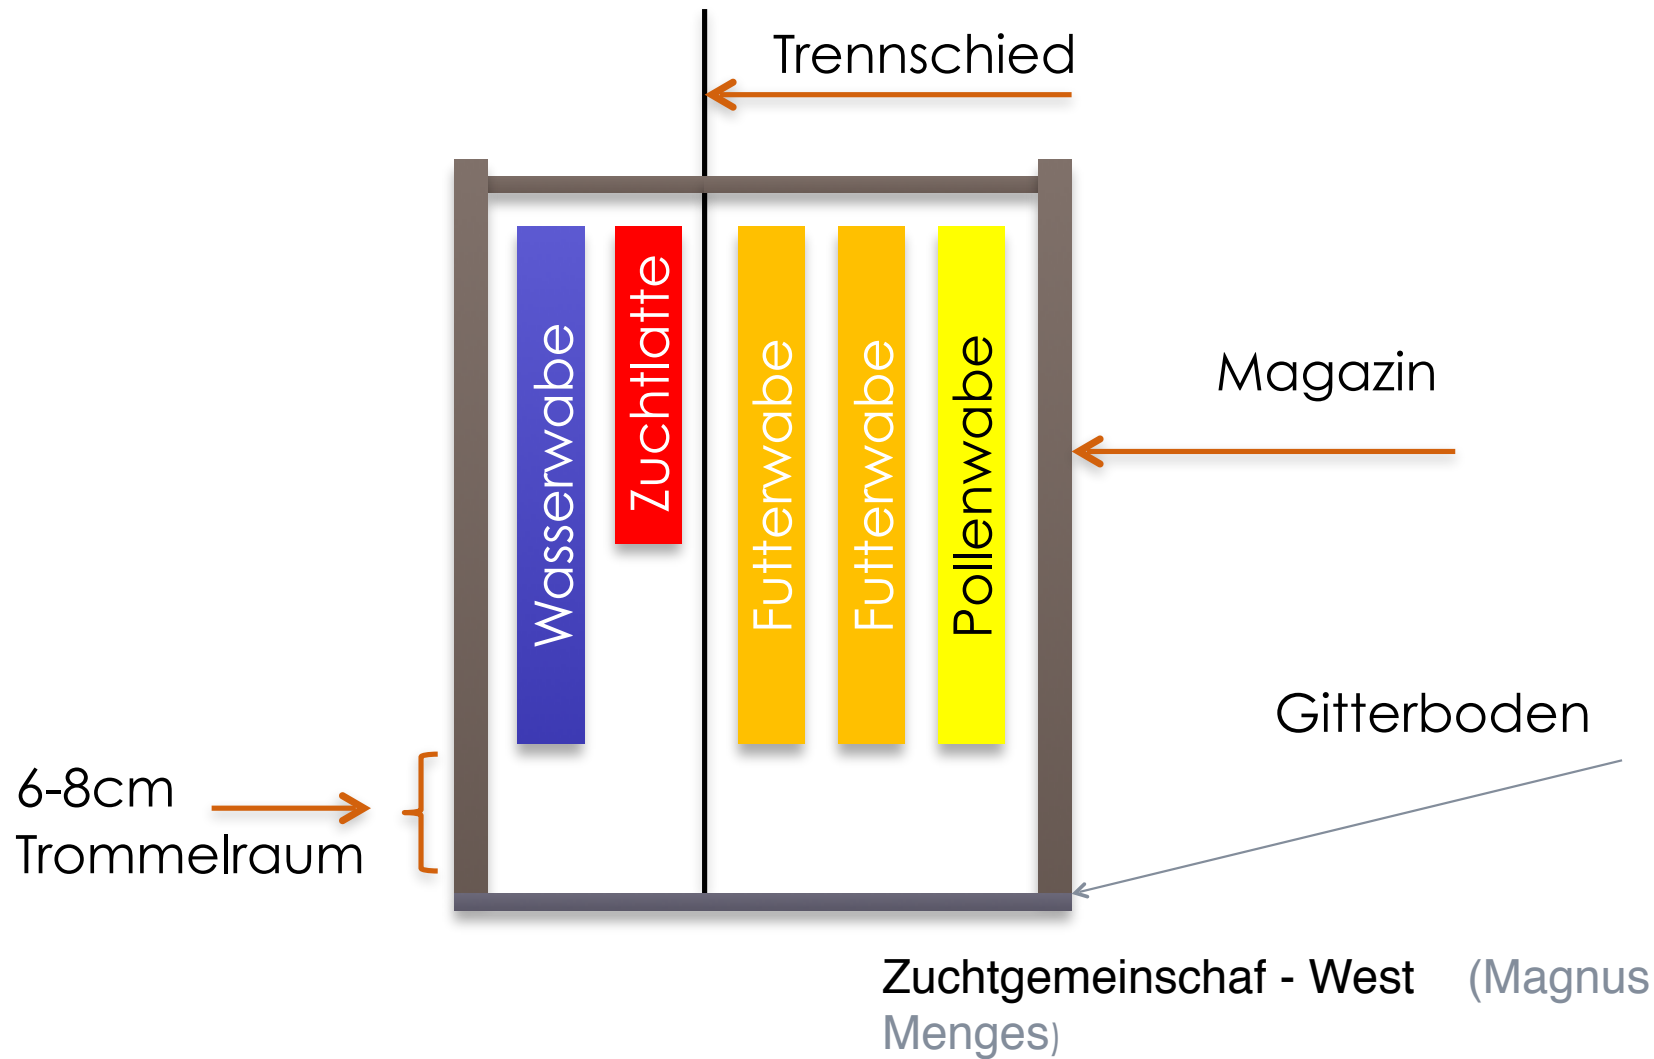 Trennschied
Wasserwabe
Zuchtlatte
Futterwabe
Futterwabe
Pollenwabe
Magazin
Gitterboden
6-8cm
Trommelraum
Zuchtgemeinschaf - West (Magnus
Menges)